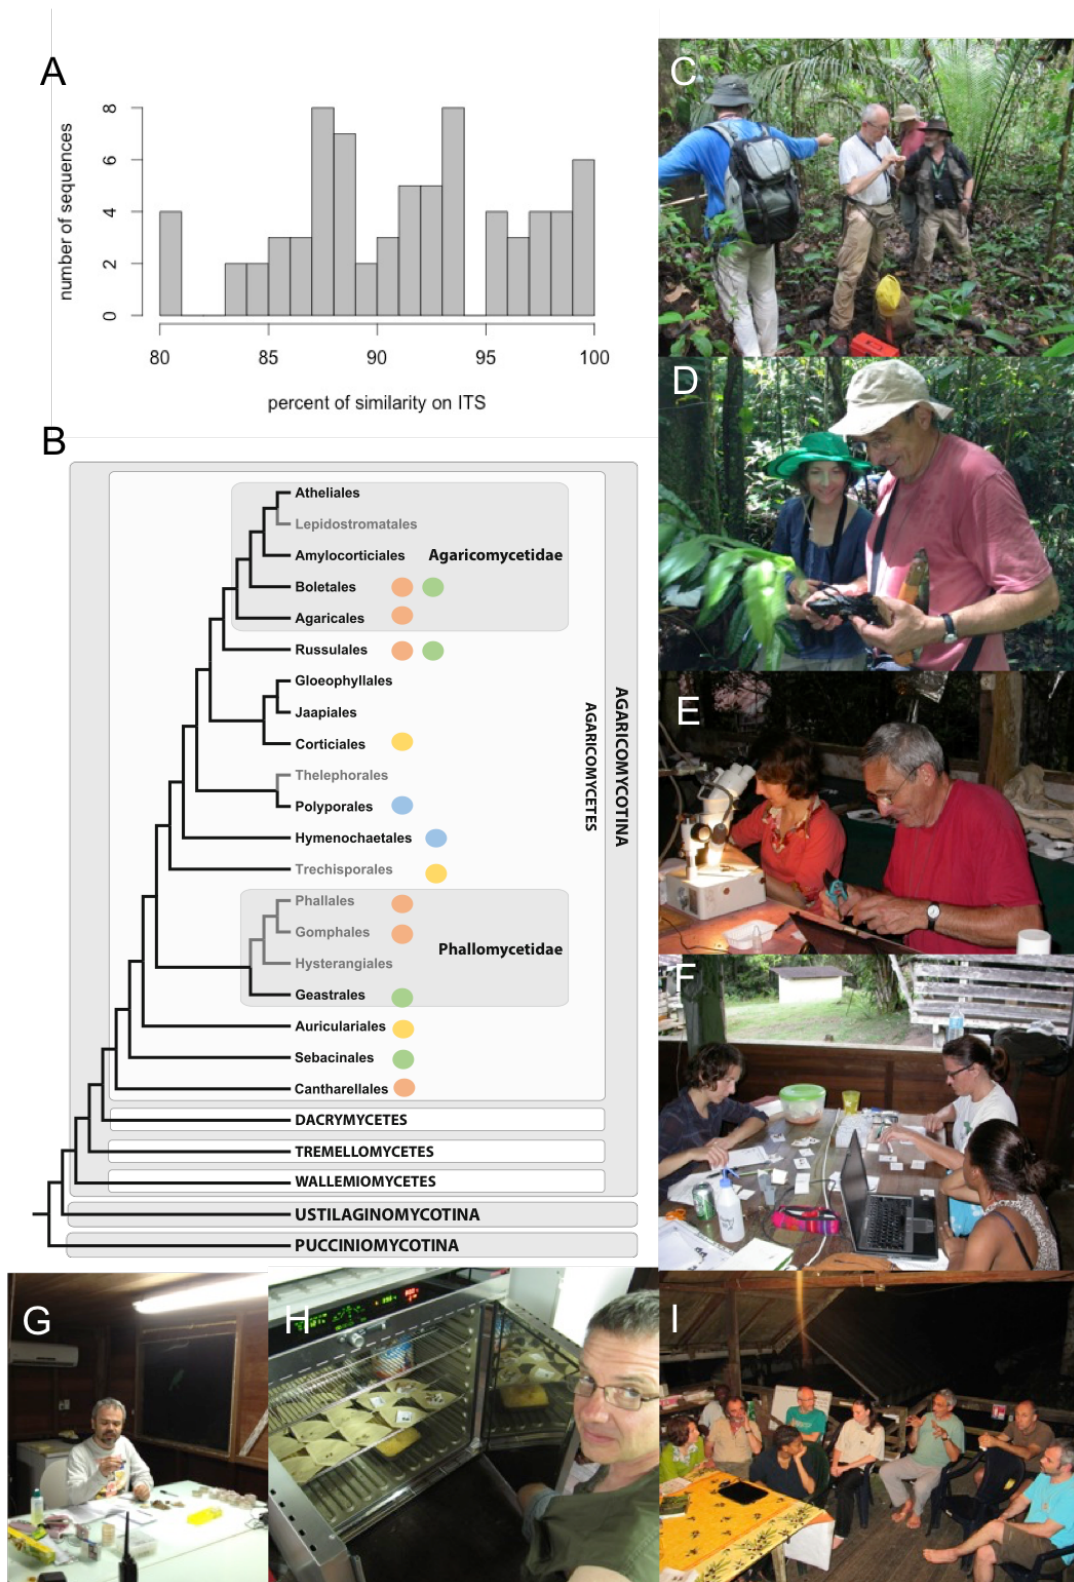 A
number of sequences
8
6
4
2
0
80 85 90 95 100
percent of similarity on ITS
B
Atheliales
Lepidostromatales
Amylocorticiales
Agaricomycetidae
Boletales
Agaricales
Russulales
Gloeophyllales
Jaapiales
Corticiales
Thelephorales
Polyporales
Hymenochaetales
Trechisporales
Phallales
Gomphales
Phallomycetidae
Hysterangiales
Geastrales
Auriculariales
Sebacinales
Cantharellales
AGARICOMYCETES
AGARICOMYCOTINA
DACRYMYCETES
TREMELLOMYCETES
WALLEMIOMYCETES
USTILAGINOMYCOTINA
PUCCINIOMYCOTINA
C
D
E
F
G
H
I